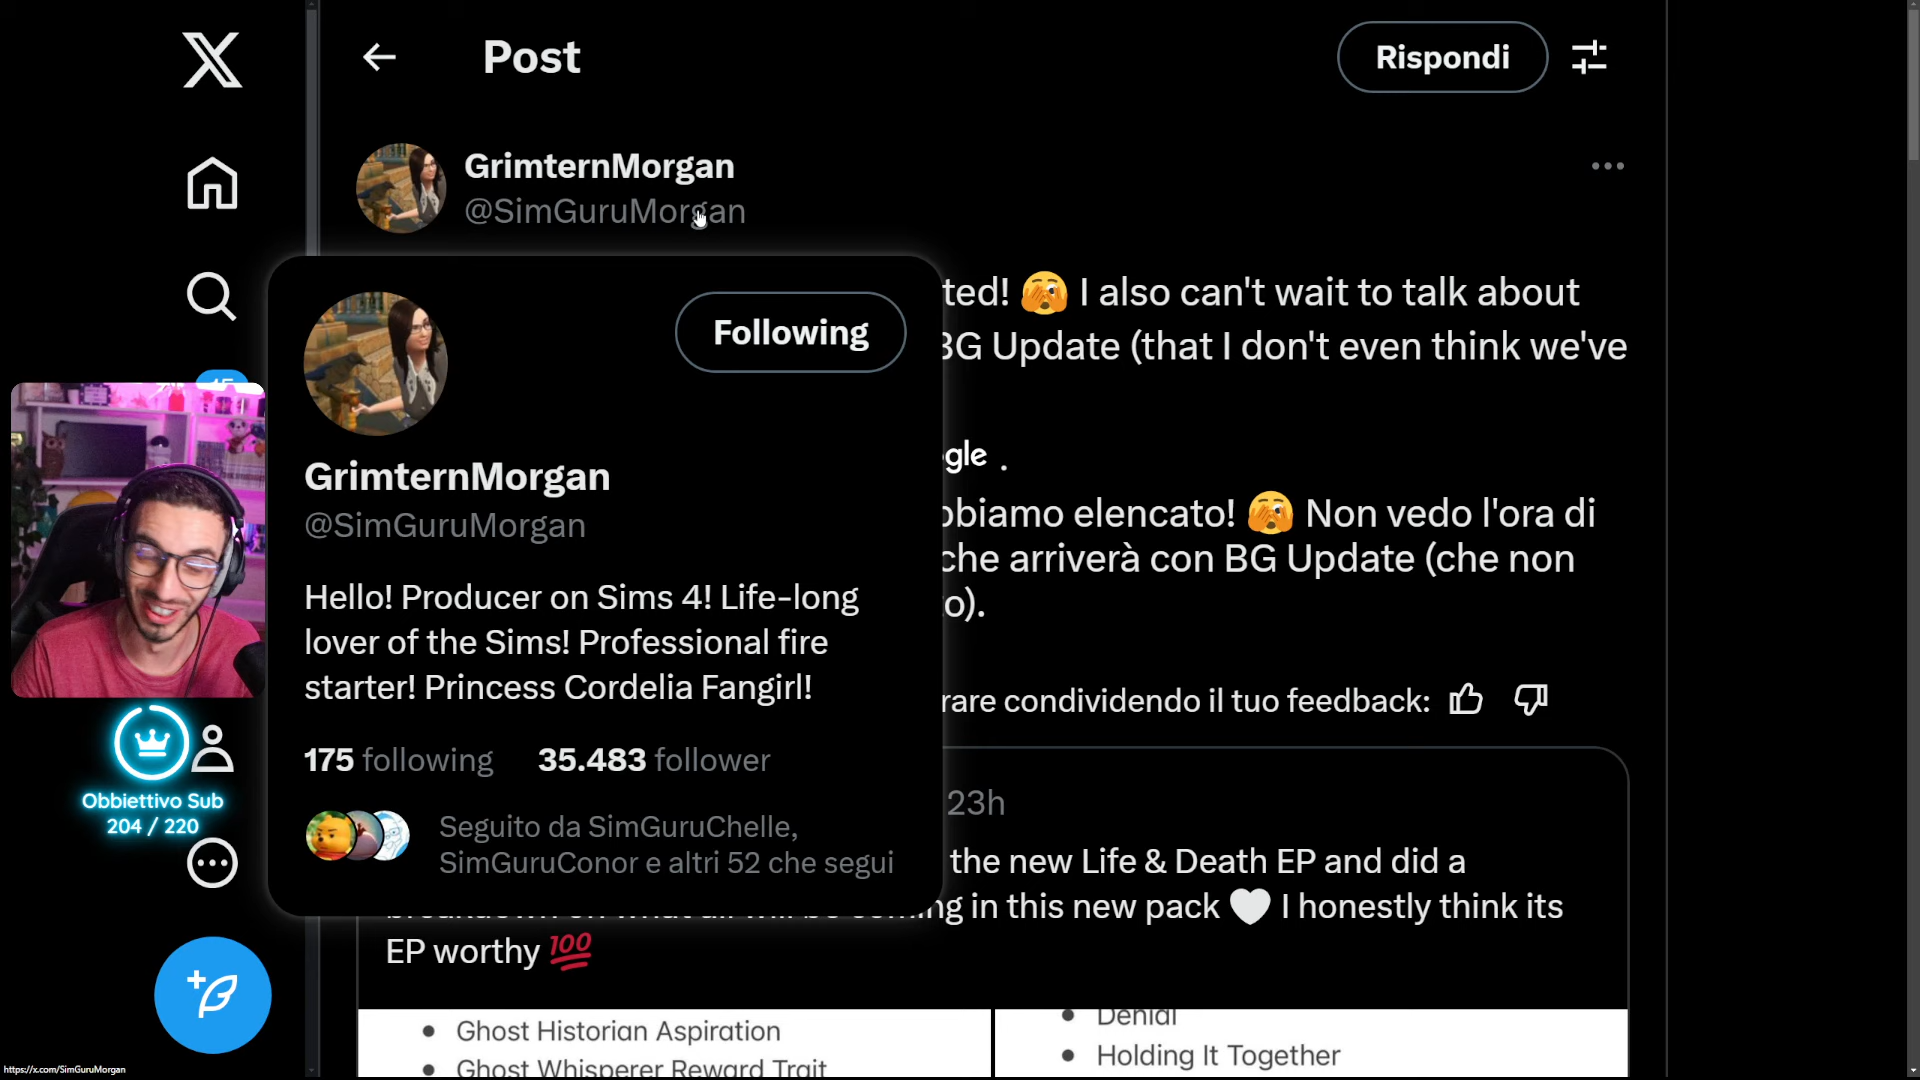 Post
Rispondi
GrimternMorgan
@SimGuruMorgan
ted! 🫣 I also can't wait to talk about
BG Update (that I don't even think we've
gle .
bbiamo elencato! 🫣 Non vedo l'ora di
che arriverà con BG Update (che non
o).
rare condividendo il tuo feedback:
Following
GrimternMorgan
@SimGuruMorgan
Hello! Producer on Sims 4! Life-long
lover of the Sims! Professional fire
starter! Princess Cordelia Fangirl!
175 following 35.483 follower
Seguito da SimGuruChelle,
SimGuruConor e altri 52 che segui
Obbiettivo Sub
204 / 220
23h
the new Life & Death EP and did a
ng in this new pack 🤍 I honestly think its
EP worthy 💯
• Ghost Historian Aspiration
• Ghost Whisperer Reward Trait
• Denial
• Holding It Together
https://x.com/SimGuruMorgan